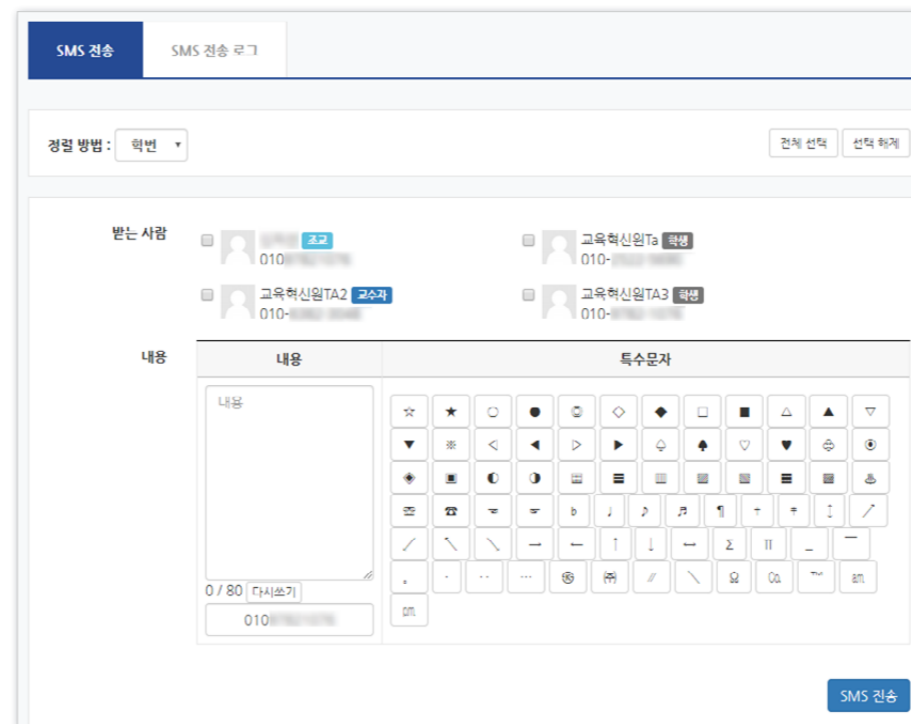 SMS 전송 SMS 전송 로그
정렬 방법 : 학번 ▼ 전체 선택 선택 해제
받는 사람
조교
010
교육혁신원Ta 학생
010-
교육혁신원TA2 교수자
010-
교육혁신원TA3 학생
010-
내용 내용 특수문자
내용
☆ ★ ○ ● ◎ ◇ ◆ □ ■ △ ▲ ▽
▼ ※ ◁ ◀ ▷ ▶ ♤ ♠ ♡ ♥ ♧ ⊙
◈ ▣ ◐ ◑ ▒ ▤ ▥ ▨ ▧ ▦ ▩ ♨
☏ ☎ ☜ ☞ ♭ ♩ ♪ ♬ ¶ † ‡ ↕ ↗
↙ ↖ ↘ → ← ↑ ↓ ↔ Σ Π _ ¯
。 · ‥ … ㉿ ㈜ ∥ \ Ω ㏇ ™ ㏂
㏘
0 / 80 다시쓰기
010
SMS 전송